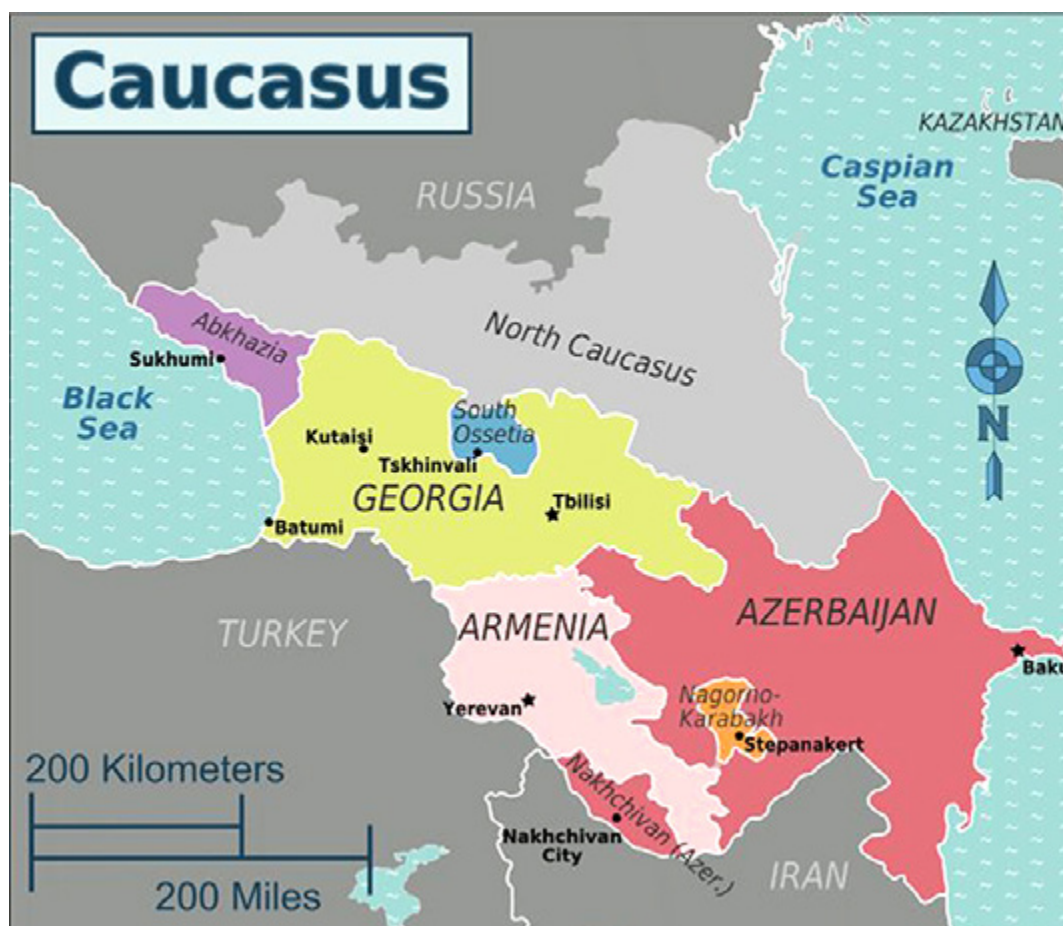 Caucasus
KAZAKHSTAN
Caspian
Sea
RUSSIA
North Caucasus
Abkhazia
Sukhumi
Black
Sea
South
Ossetia
Kutaisi
Tskhinvali
GEORGIA
Tbilisi
N
Batumi
TURKEY
ARMENIA
AZERBAIJAN
Baku
Nagorno-
Karabakh
Yerevan
Stepanakert
200 Kilometers
Nakhchivan (Azer.)
Nakhchivan
City
IRAN
200 Miles